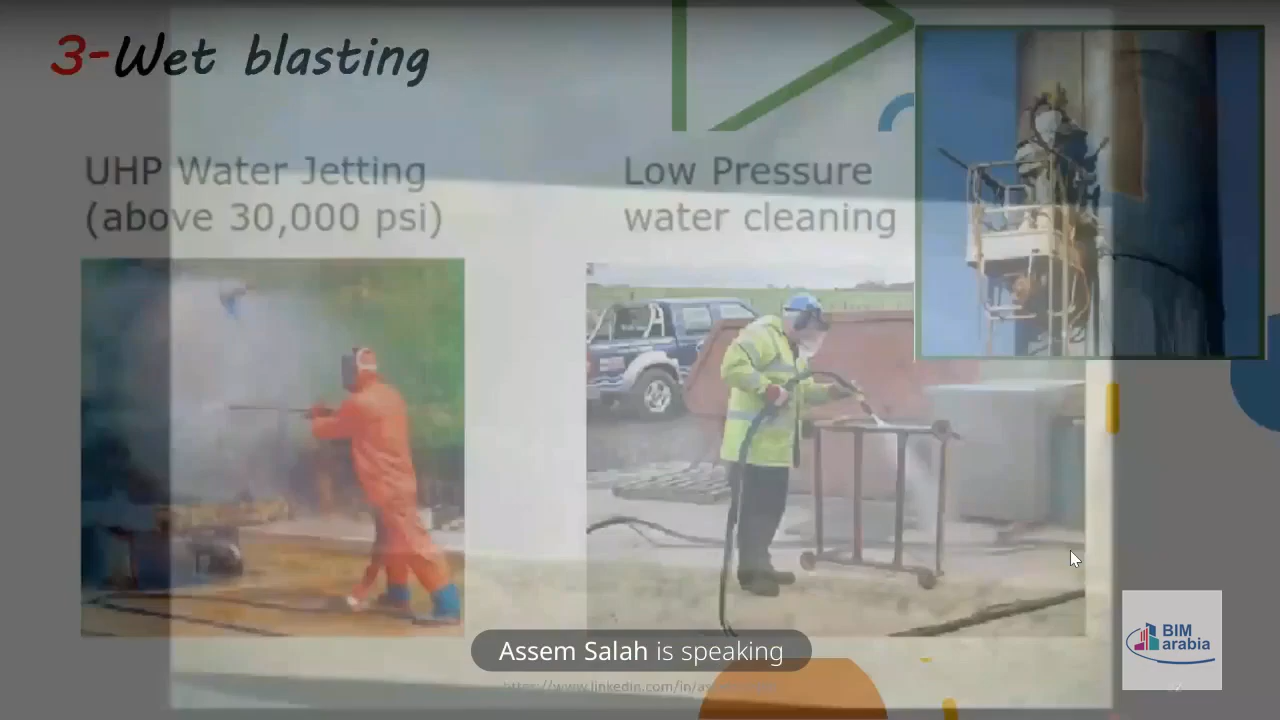 3-Wet blasting
UHP Water Jetting
(above 30,000 psi)
Low Pressure
water cleaning
BIM
arabia
Assem Salah is speaking